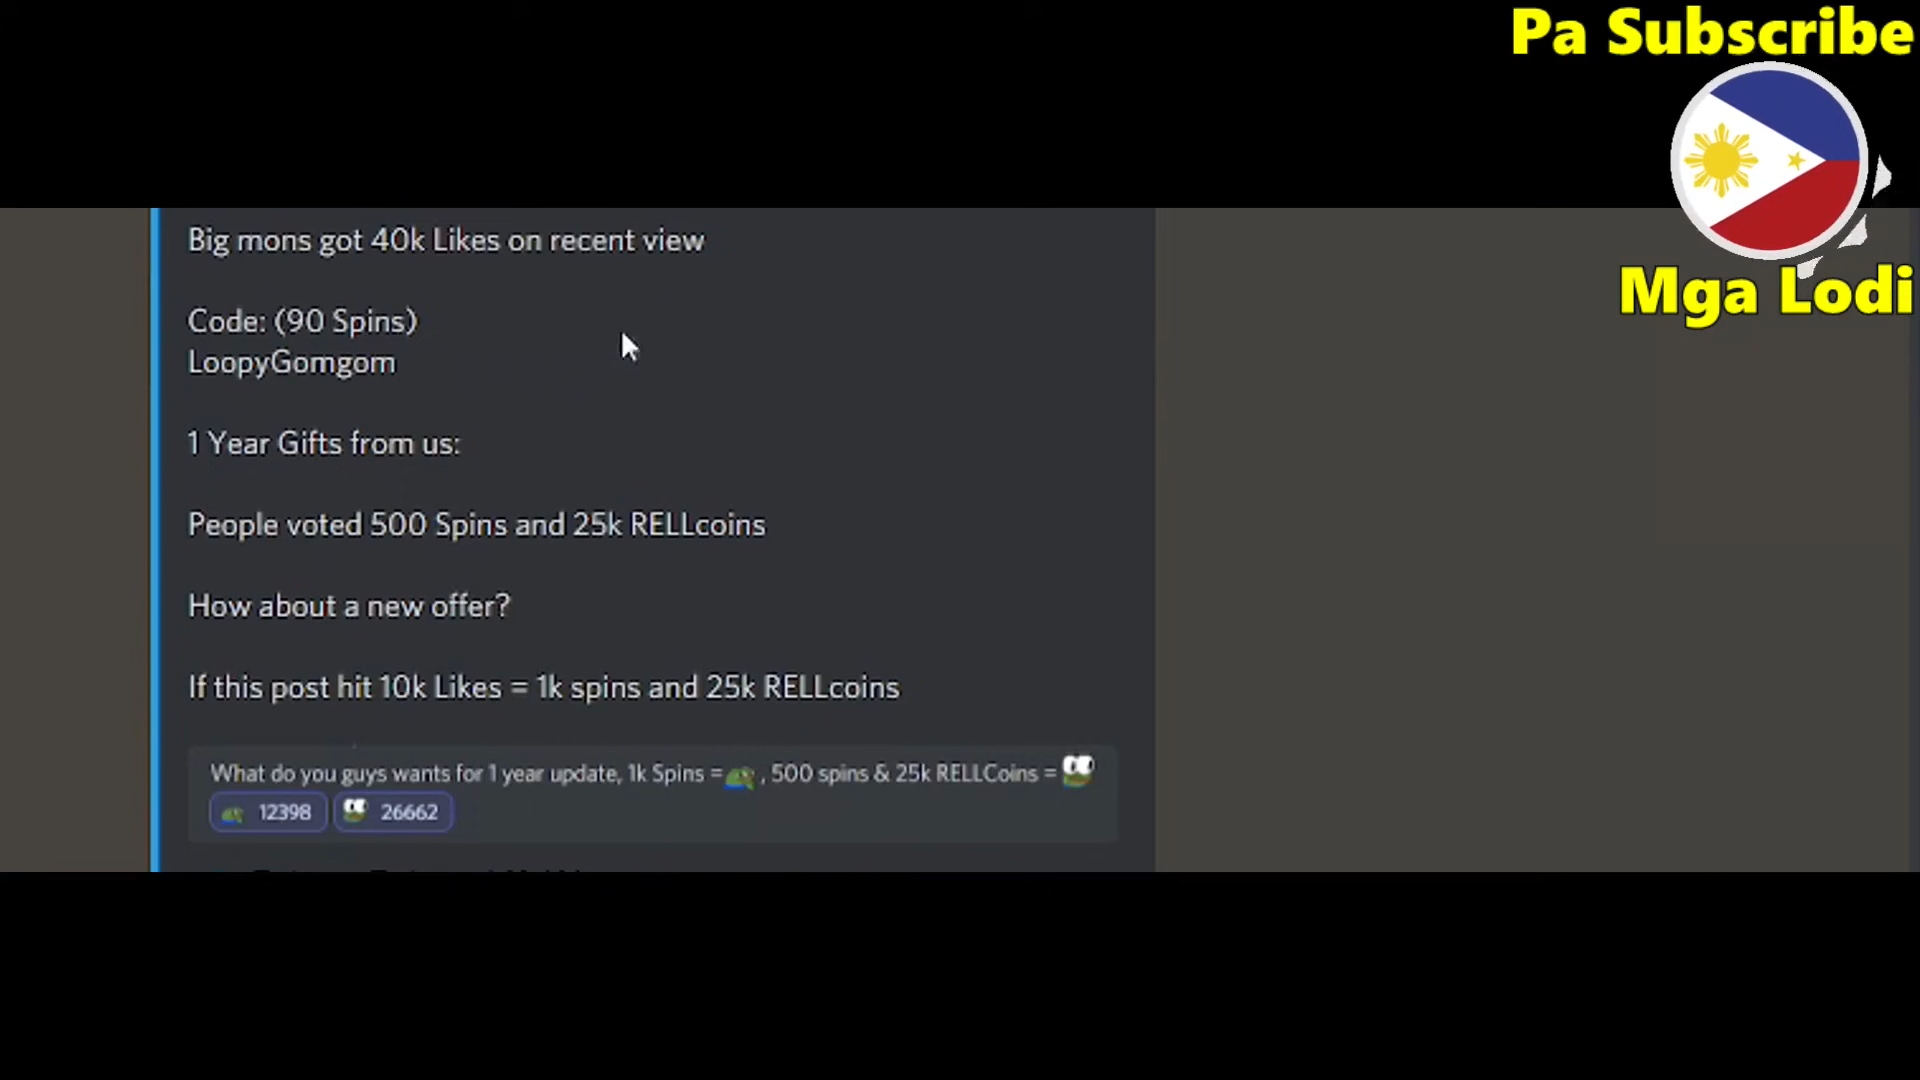 Pa Subscribe
Mga Lodi
Big mons got 40k Likes on recent view
Code: (90 Spins)
LoopyGomgom
1 Year Gifts from us:
People voted 500 Spins and 25k RELLcoins
How about a new offer?
If this post hit 10k Likes = 1k spins and 25k RELLcoins
What do you guys wants for 1 year update, 1k Spins = , 500 spins & 25k RELLCoins =
12398 26662